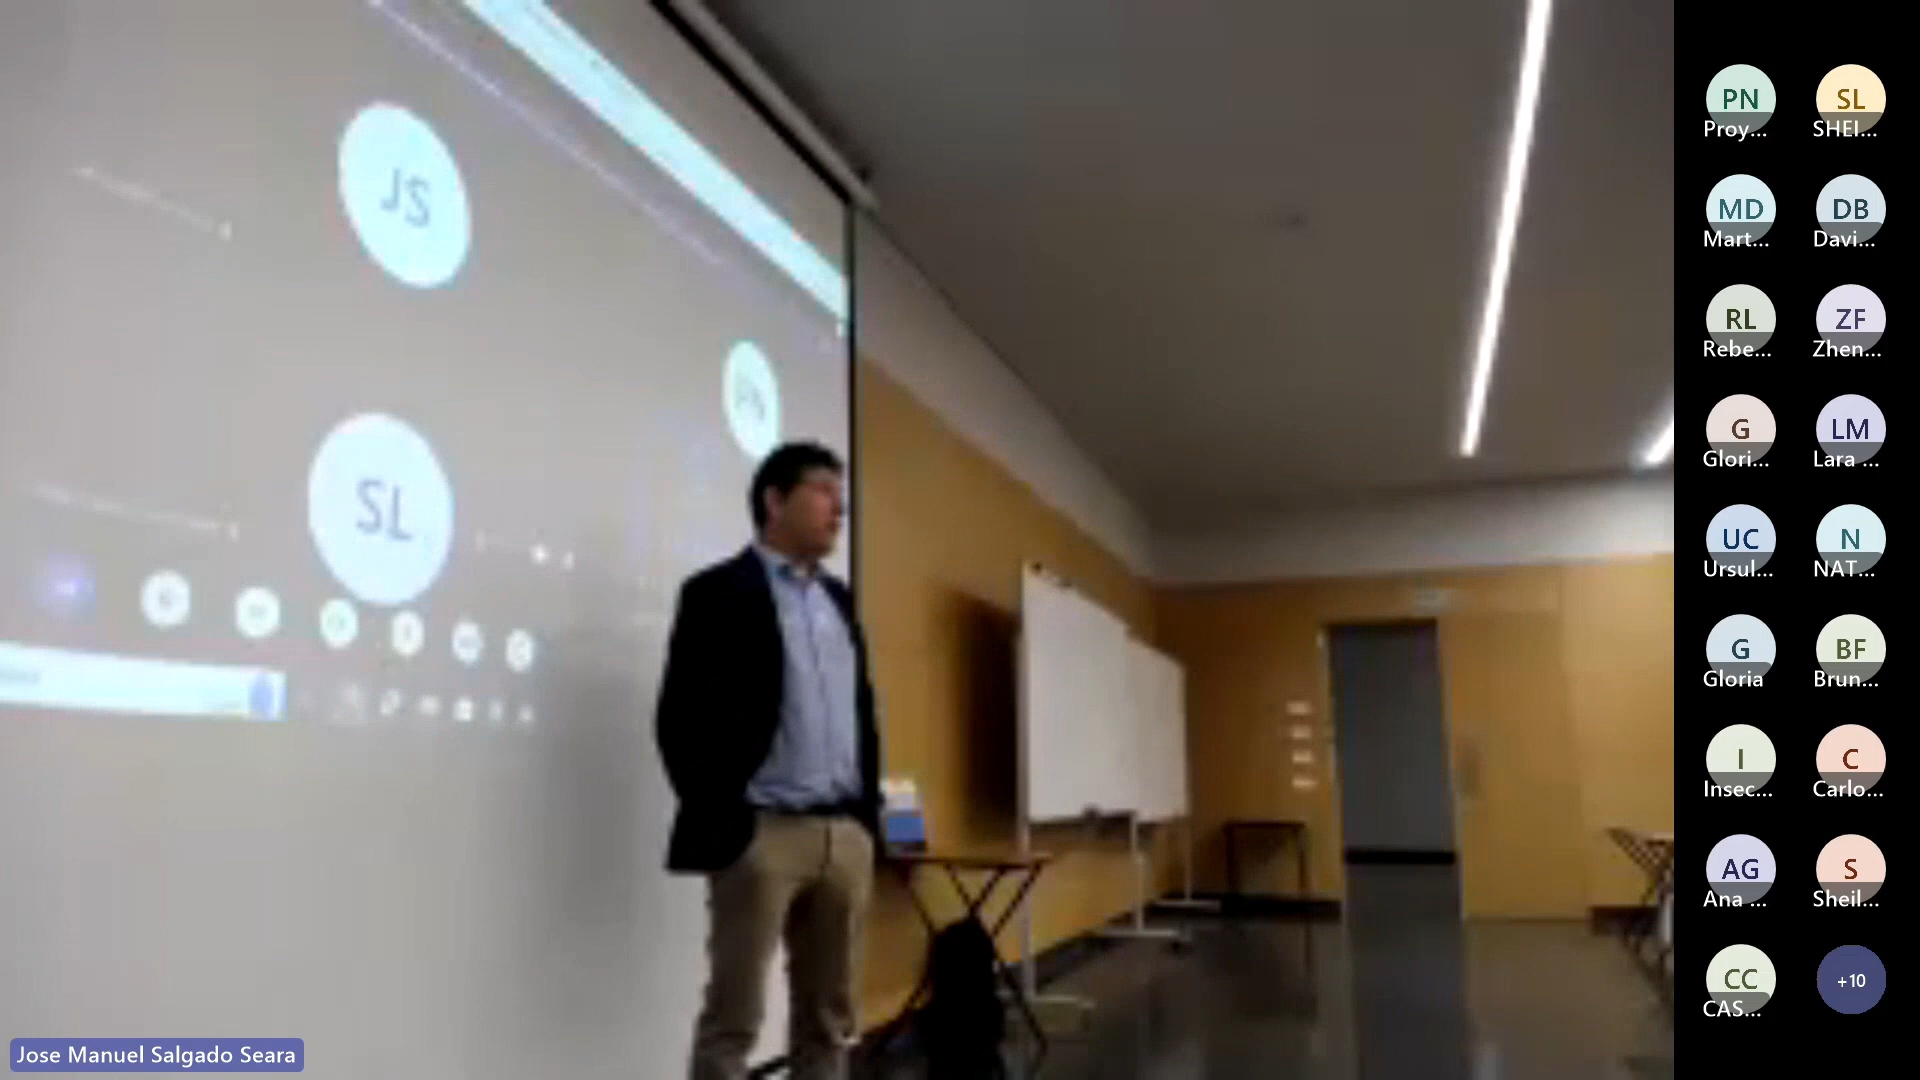 JS
SL
PN
Proy...
SL
SHEI...
MD
Mart...
DB
Davi...
RL
Rebe...
ZF
Zhen...
G
Glori...
LM
Lara ...
UC
Ursul...
N
NAT...
G
Gloria
BF
Brun...
I
Insec...
C
Carlo...
AG
Ana ...
S
Sheil...
CC
CAS...
+10
Jose Manuel Salgado Seara